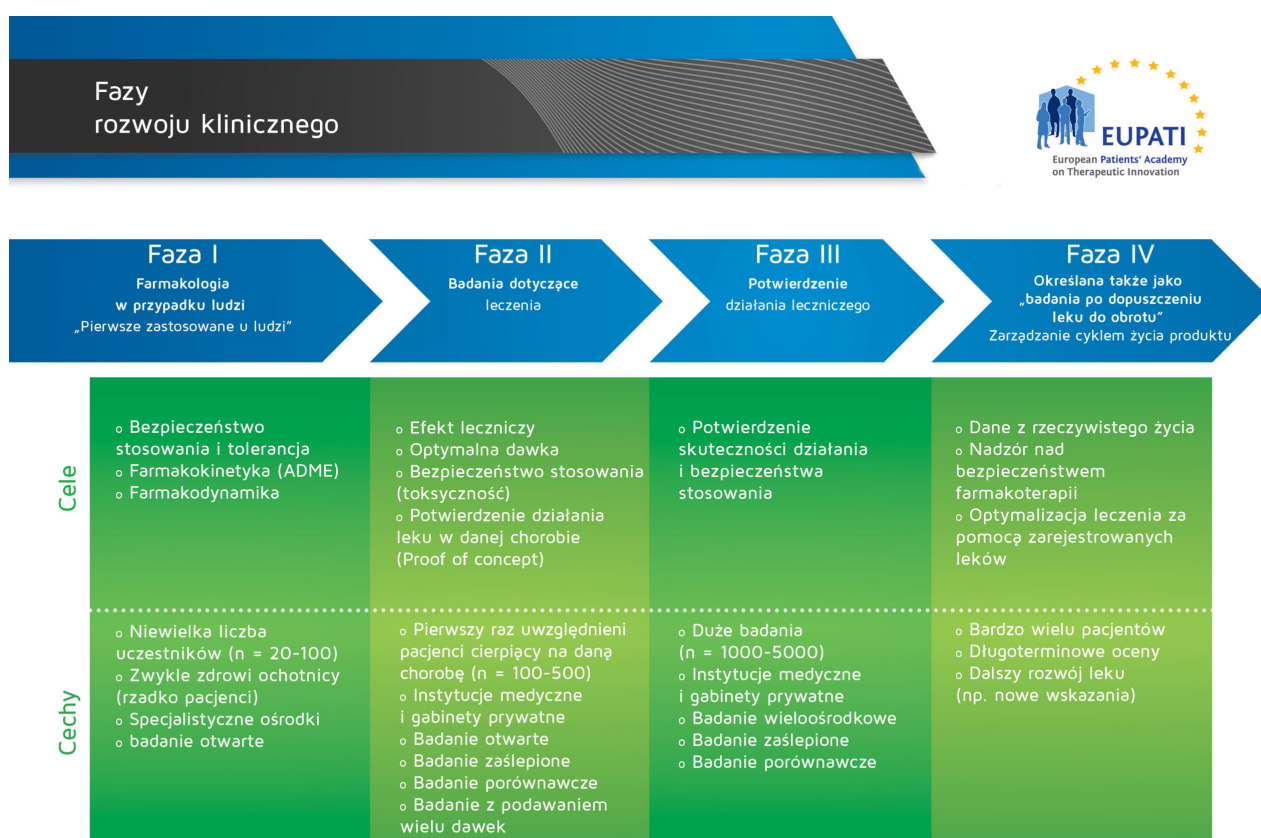 Fazy
rozwoju klinicznego
EUPATI
European Patients' Academy
on Therapeutic Innovation
Faza I
Farmakologia
w przypadku ludzi
„Pierwsze zastosowane u ludzi”
Faza II
Badania dotyczące
leczenia
Faza III
Potwierdzenie
działania leczniczego
Faza IV
Określana także jako
„badania po dopuszczeniu
leku do obrotu”
Zarządzanie cyklem życia produktu
Cele
o Bezpieczeństwo
stosowania i tolerancja
o Farmakokinetyka (ADME)
o Farmakodynamika
o Efekt leczniczy
o Optymalna dawka
o Bezpieczeństwo stosowania
(toksyczność)
o Potwierdzenie działania
leku w danej chorobie
(Proof of concept)
o Potwierdzenie
skuteczności działania
i bezpieczeństwa
stosowania
o Dane z rzeczywistego życia
o Nadzór nad
bezpieczeństwem
farmakoterapii
o Optymalizacja leczenia za
pomocą zarejestrowanych
leków
Cechy
o Niewielka liczba
uczestników (n = 20-100)
o Zwykle zdrowi ochotnicy
(rzadko pacjenci)
o Specjalistyczne ośrodki
o badanie otwarte
o Pierwszy raz uwzględnieni
pacjenci cierpiący na daną
chorobę (n = 100-500)
o Instytucje medyczne
i gabinety prywatne
o Badanie otwarte
o Badanie zaślepione
o Badanie porównawcze
o Badanie z podawaniem
wielu dawek
o Duże badania
(n = 1000-5000)
o Instytucje medyczne
i gabinety prywatne
o Badanie wieloośrodkowe
o Badanie zaślepione
o Badanie porównawcze
o Bardzo wielu pacjentów
o Długoterminowe oceny
o Dalszy rozwój leku
(np. nowe wskazania)